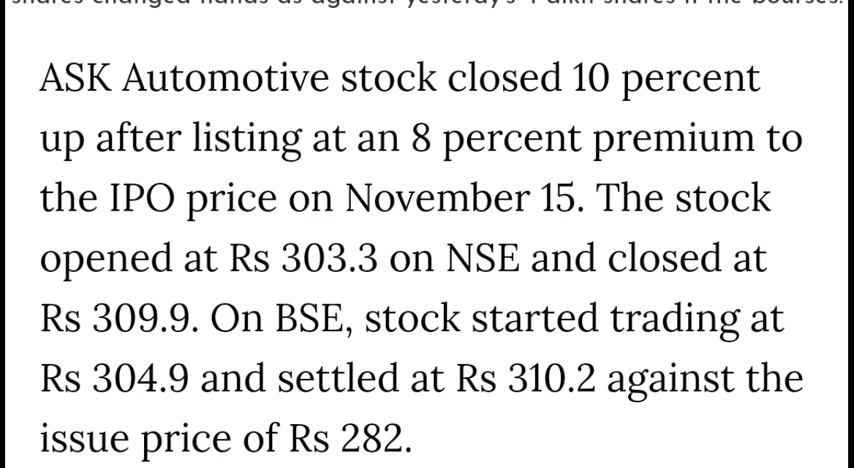 ASK Automotive stock closed 10 percent
up after listing at an 8 percent premium to
the IPO price on November 15. The stock
opened at Rs 303.3 on NSE and closed at
Rs 309.9. On BSE, stock started trading at
Rs 304.9 and settled at Rs 310.2 against the
issue price of Rs 282.